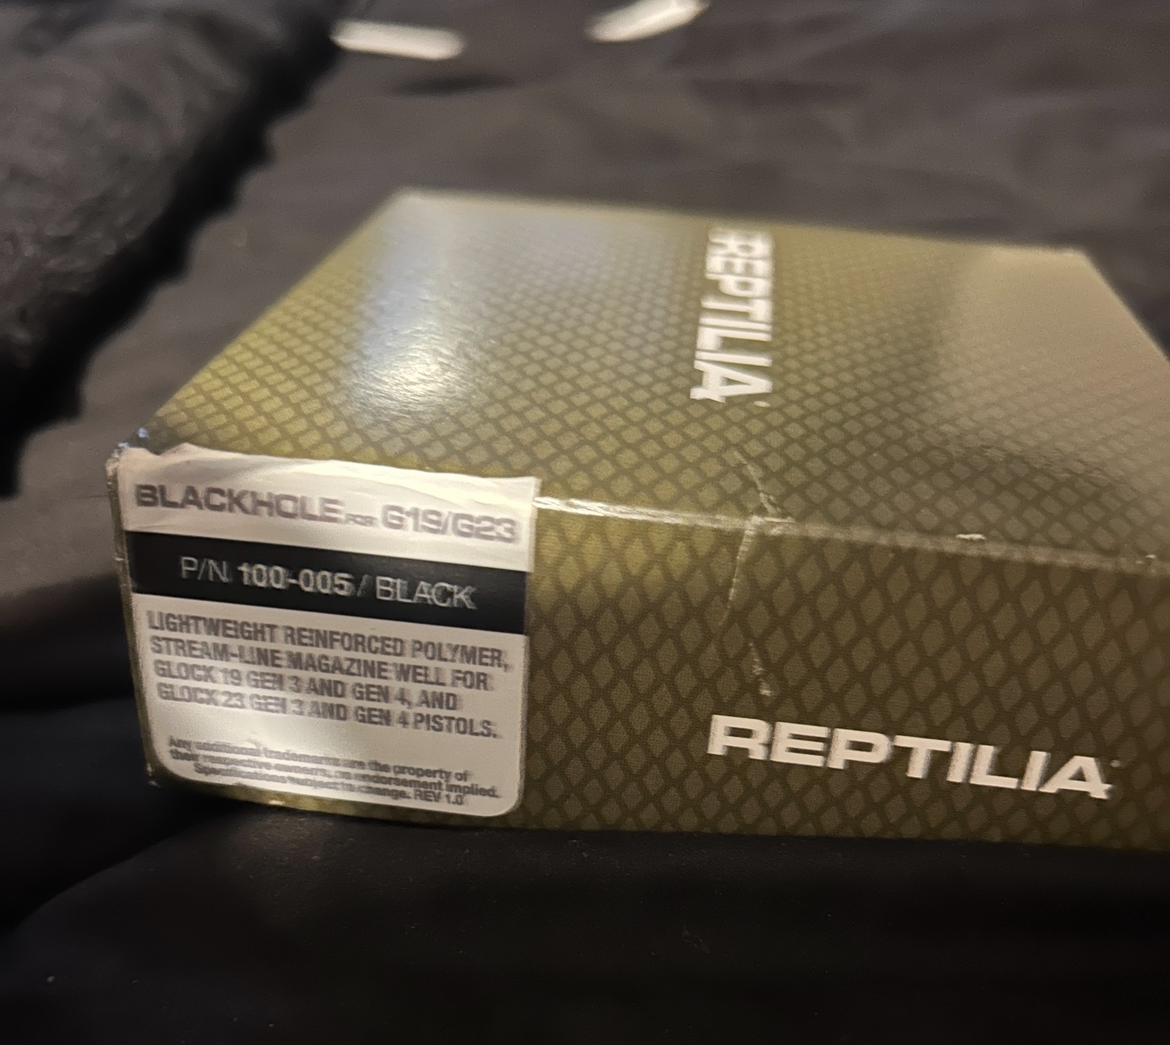 REPTILIA
BLACKHOLE FOR G19/G23
P/N 100-005 / BLACK
LIGHTWEIGHT REINFORCED POLYMER,
STREAM-LINE MAGAZINE WELL FOR
GLOCK 19 GEN 3 AND GEN 4, AND
GLOCK 23 GEN 3 AND GEN 4 PISTOLS.
Any additional trademarks are the property of
their respective owners, no endorsement implied.
Specifications subject to change. REV 1.0
REPTILIA